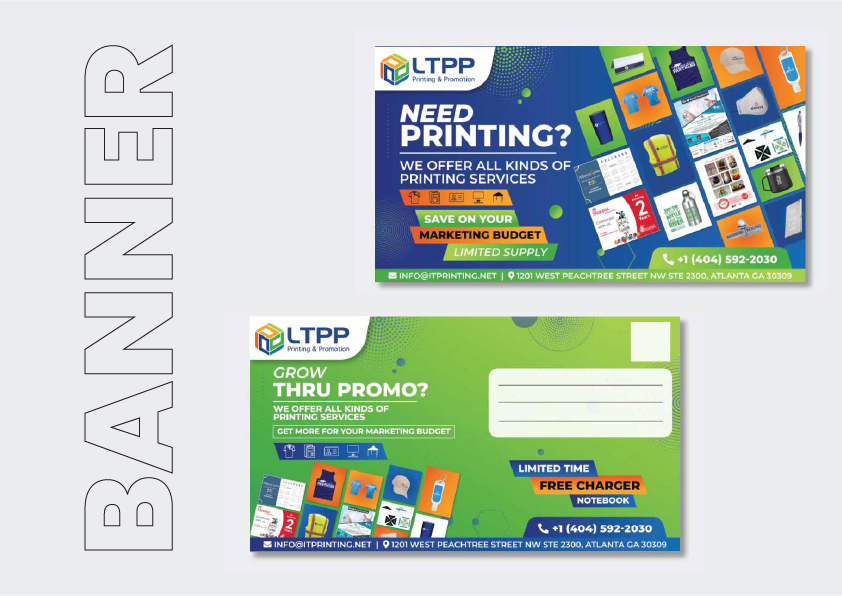 BANNER
LTPP
Printing & Promotion
NEED
PRINTING?
WE OFFER ALL KINDS OF
PRINTING SERVICES
SAVE ON YOUR
MARKETING BUDGET
LIMITED SUPPLY
+1 (404) 592-2030
INFO@ITPRINTING.NET | 1201 WEST PEACHTREE STREET NW STE 2300, ATLANTA GA 30309
LTPP
Printing & Promotion
GROW
THRU PROMO?
WE OFFER ALL KINDS OF
PRINTING SERVICES
GET MORE FOR YOUR MARKETING BUDGET
LIMITED TIME
FREE CHARGER
NOTEBOOK
+1 (404) 592-2030
INFO@ITPRINTING.NET | 1201 WEST PEACHTREE STREET NW STE 2300, ATLANTA GA 30309